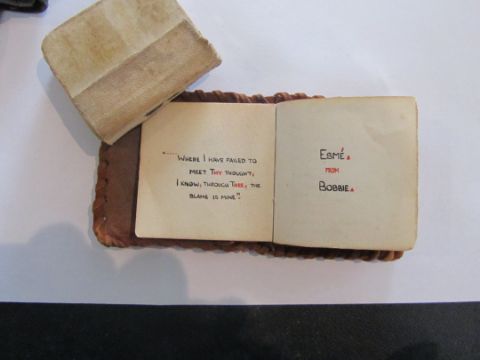 "Where I have failed to
meet Thy thought,
I know, through Thee, the
blame is mine".
Esmé.
from
Bobbie.